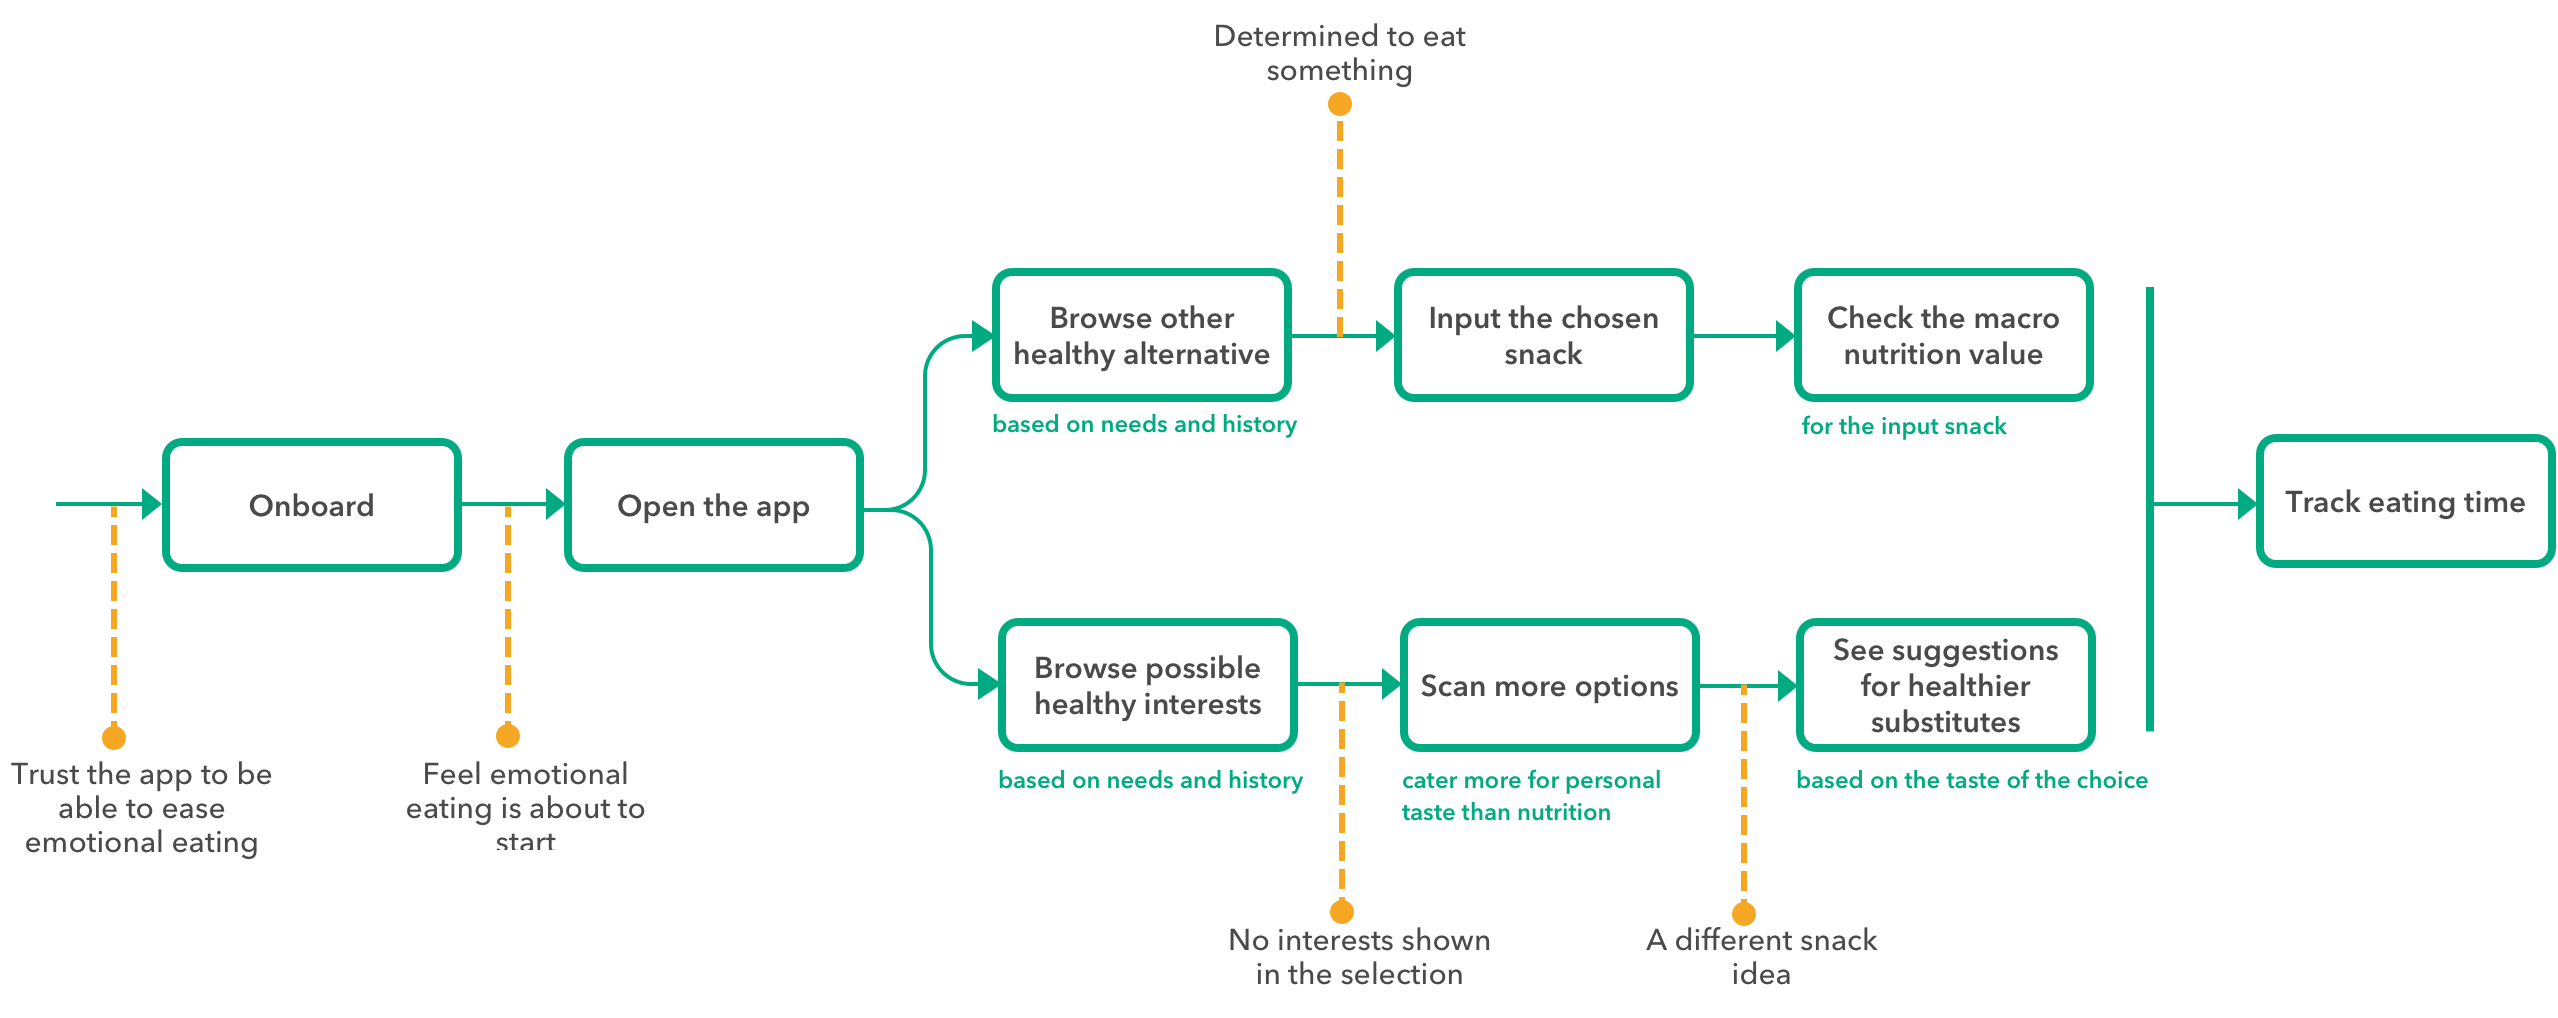 Determined to eat
something
Browse other
healthy alternative
based on needs and history
Input the chosen
snack
Check the macro
nutrition value
for the input snack
Onboard
Open the app
Track eating time
Browse possible
healthy interests
based on needs and history
Scan more options
cater more for personal
taste than nutrition
See suggestions
for healthier
substitutes
based on the taste of the choice
Trust the app to be
able to ease
emotional eating
Feel emotional
eating is about to
start
No interests shown
in the selection
A different snack
idea